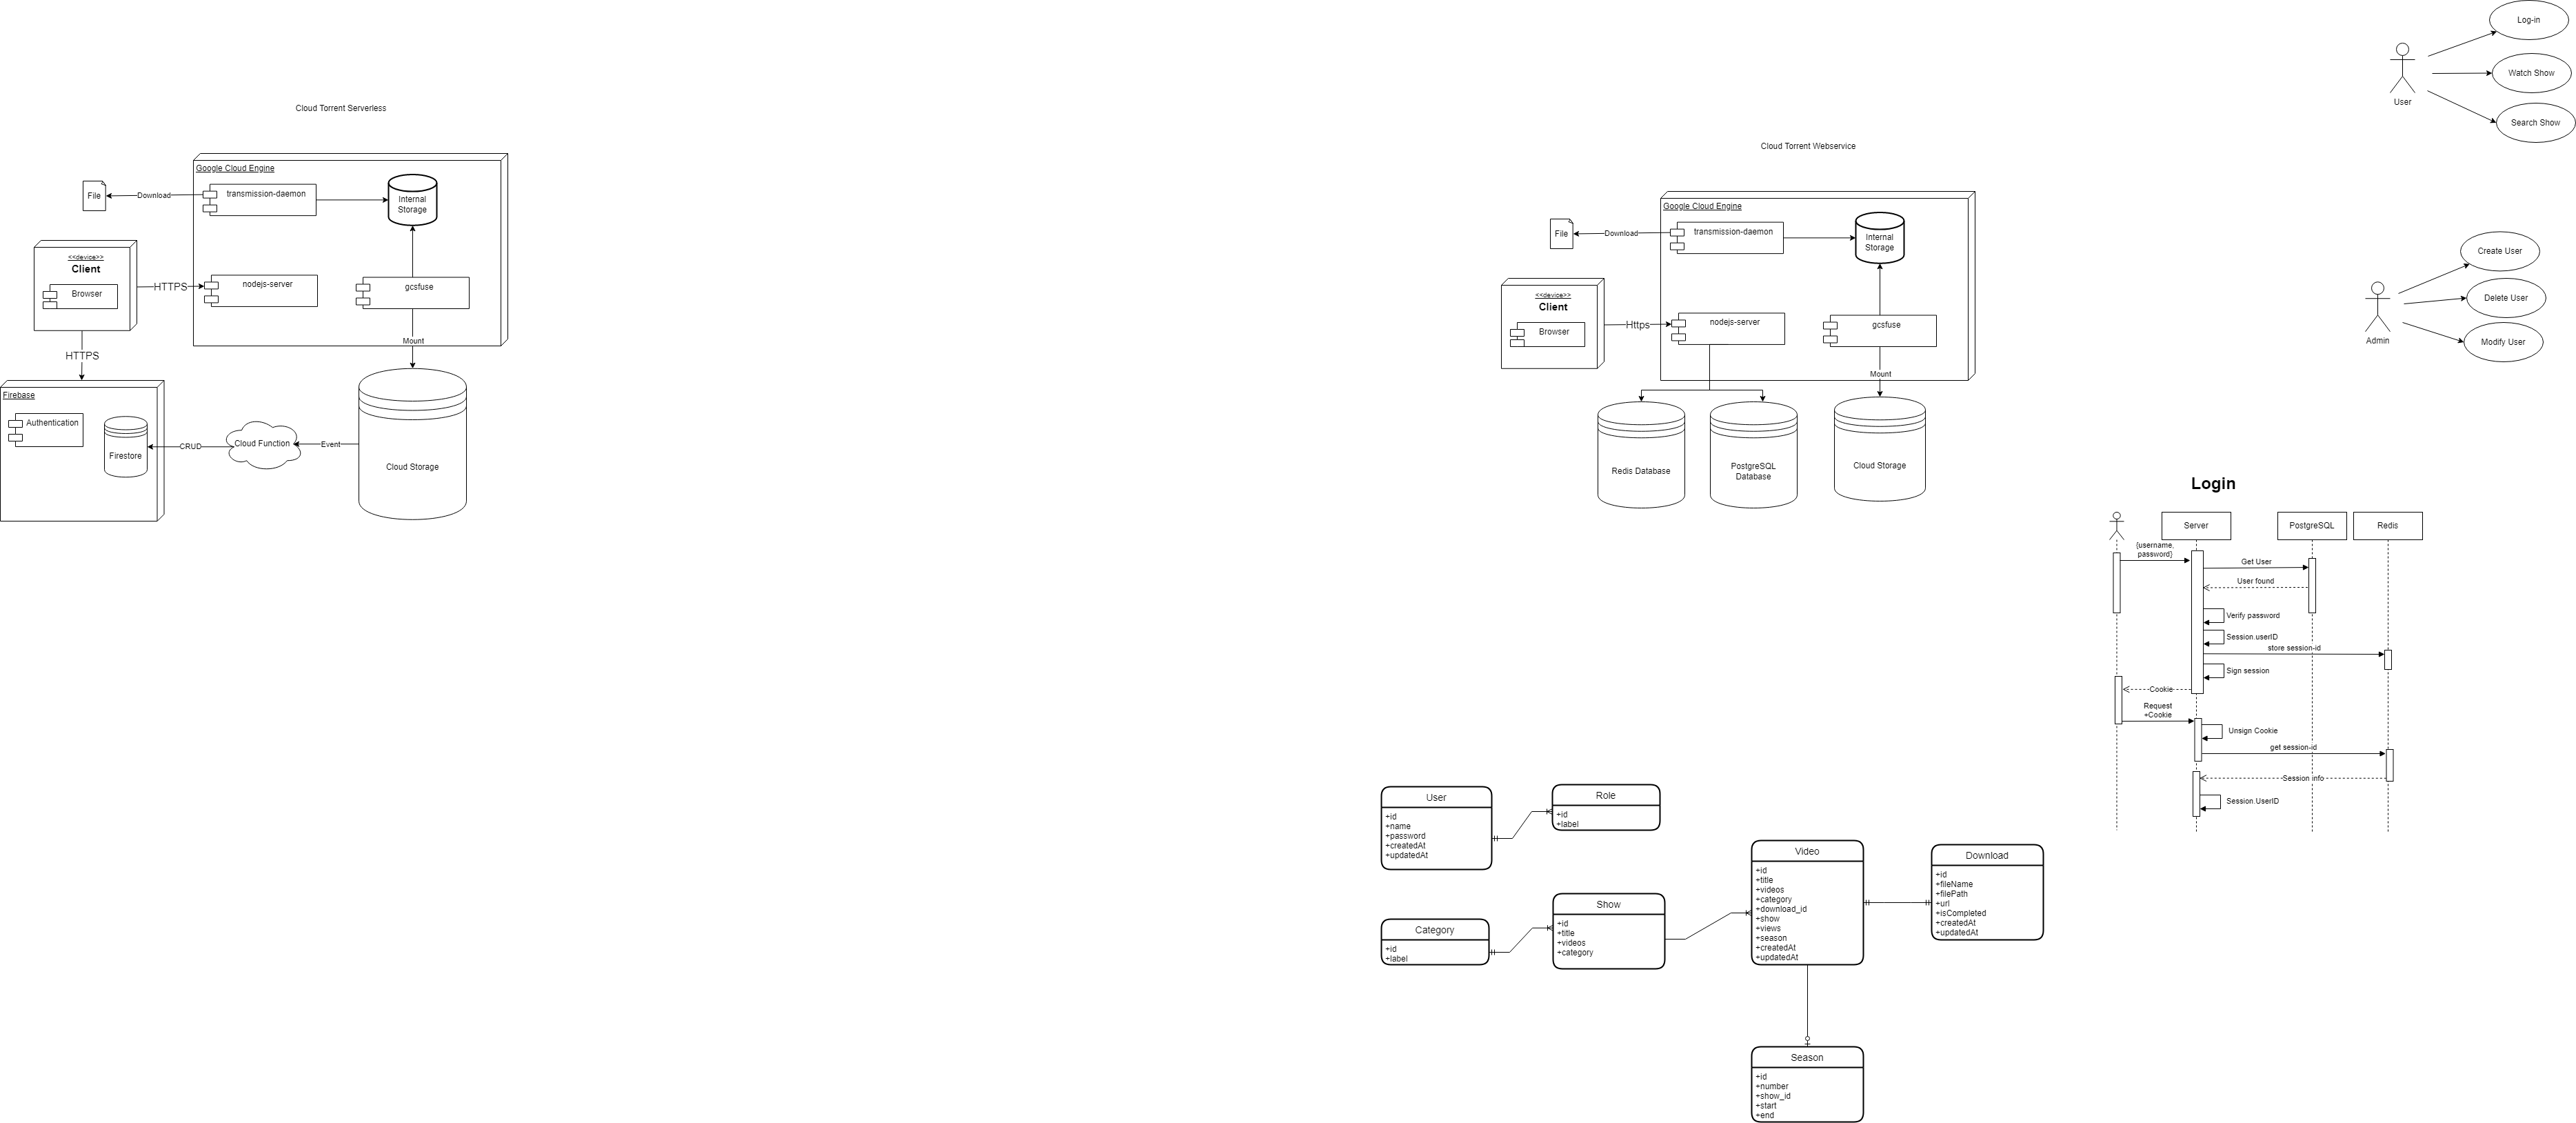 Cloud Torrent Serverless
Google Cloud Engine
File
Download
transmission-daemon
Internal
Storage
<<device>>
Client
Browser
HTTPS
nodejs-server
gcsfuse
Mount
HTTPS
Firebase
Authentication
Firestore
CRUD
Cloud Function
Event
Cloud Storage
Cloud Torrent Webservice
Google Cloud Engine
File
Download
transmission-daemon
Internal
Storage
<<device>>
Client
Browser
Https
nodejs-server
gcsfuse
Mount
Redis Database
PostgreSQL
Database
Cloud Storage
Log-in
Watch Show
Search Show
User
Create User
Delete User
Modify User
Admin
Login
Server
PostgreSQL
Redis
{username,
password}
Get User
User found
Verify password
Session.userID
store session-id
Sign session
Cookie
Request
+Cookie
Unsign Cookie
get session-id
Session info
Session.UserID
User
+id
+name
+password
+createdAt
+updatedAt
Role
+id
+label
Category
+id
+label
Show
+id
+title
+videos
+category
Video
+id
+title
+videos
+category
+download_id
+show
+views
+season
+createdAt
+updatedAt
Download
+id
+fileName
+filePath
+url
+isCompleted
+createdAt
+updatedAt
Season
+id
+number
+show_id
+start
+end